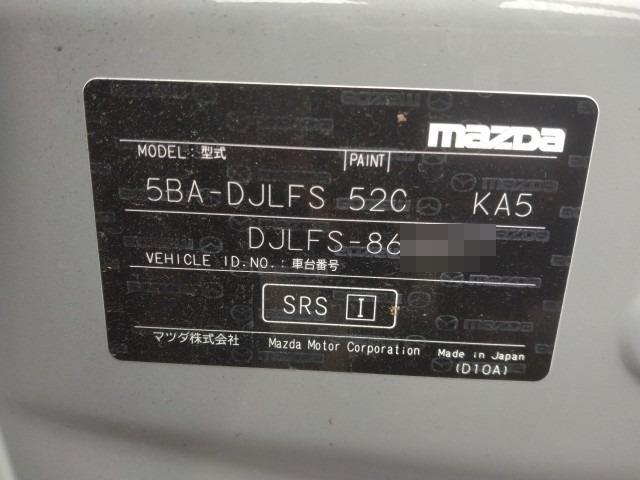 mazda
MODEL:型式 PAINT
5BA-DJLFS 52C KA5
DJLFS-86
VEHICLE ID.NO.:車台番号
SRS I
マツダ株式会社 Mazda Motor Corporation Made in Japan
(D10A)